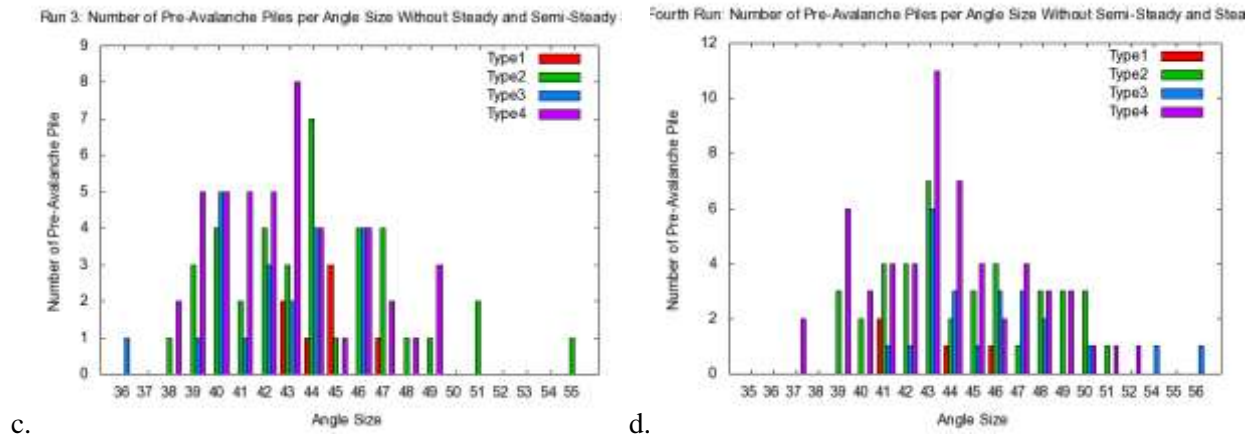 Run 3: Number of Pre-Avalanche Piles per Angle Size Without Steady and Semi-Steady
Number of Pre-Avalanche Pile
9
8
7
6
5
4
3
2
1
0
Type1
Type2
Type3
Type4
36 37 38 39 40 41 42 43 44 45 46 47 48 49 50 51 52 53 54 55
Angle Size
c.
Fourth Run: Number of Pre-Avalanche Piles per Angle Size Without Semi-Steady and Stea
Number of Pre-Avalanche Pile
12
10
8
6
4
2
0
Type1
Type2
Type3
Type4
35 36 37 38 39 40 41 42 43 44 45 46 47 48 49 50 51 52 53 54 56
Angle Size
d.